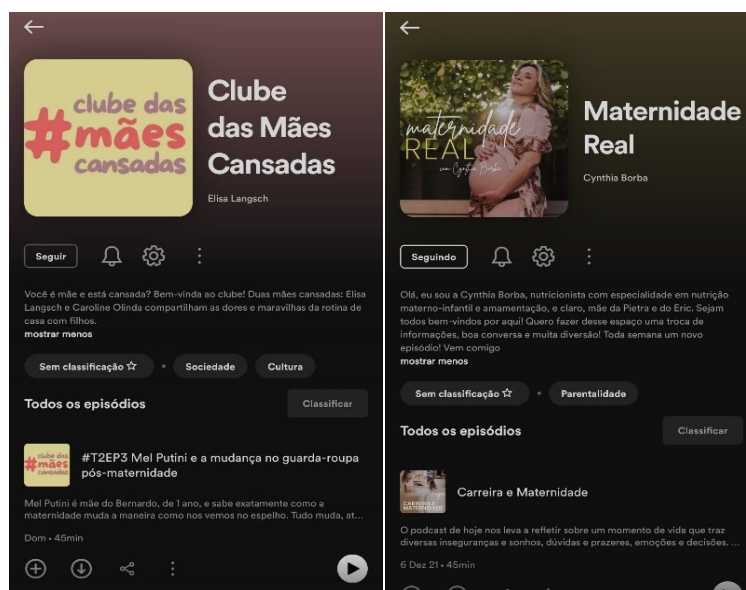 clube das
#mães
cansadas
Clube
das Mães
Cansadas
Elisa Langsch
Seguir
Você é mãe e está cansada? Bem-vinda ao clube! Duas mães cansadas: Elisa
Langsch e Caroline Olinda compartilham as dores e maravilhas da rotina de
casa com filhos.
mostrar menos
Sem classificação ☆ • Sociedade Cultura
Todos os episódios Classificar
clube das
#mães
cansadas
#T2EP3 Mel Putini e a mudança no guarda-roupa
pós-maternidade
Mel Putini é mãe do Bernardo, de 1 ano, e sabe exatamente como a
maternidade muda a maneira como nos vemos no espelho. Tudo muda, at...
Dom • 45min
maternidade
REAL
com Cynthia Borba
Maternidade
Real
Cynthia Borba
Seguindo
Olá, eu sou a Cynthia Borba, nutricionista com especialidade em nutrição
materno-infantil e amamentação, e claro, mãe da Pietra e do Eric. Sejam
todos bem-vindos por aqui! Quero fazer desse espaço uma troca de
informações, boa conversa e muita diversão! Toda semana um novo
episódio! Vem comigo
mostrar menos
Sem classificação ☆ • Parentalidade
Todos os episódios Classificar
CARREIRA E
MATERNIDADE
Carreira e Maternidade
O podcast de hoje nos leva a refletir sobre um momento de vida que traz
diversas inseguranças e sonhos, dúvidas e prazeres, emoções e decisões. ...
6 Dez 21 • 45min